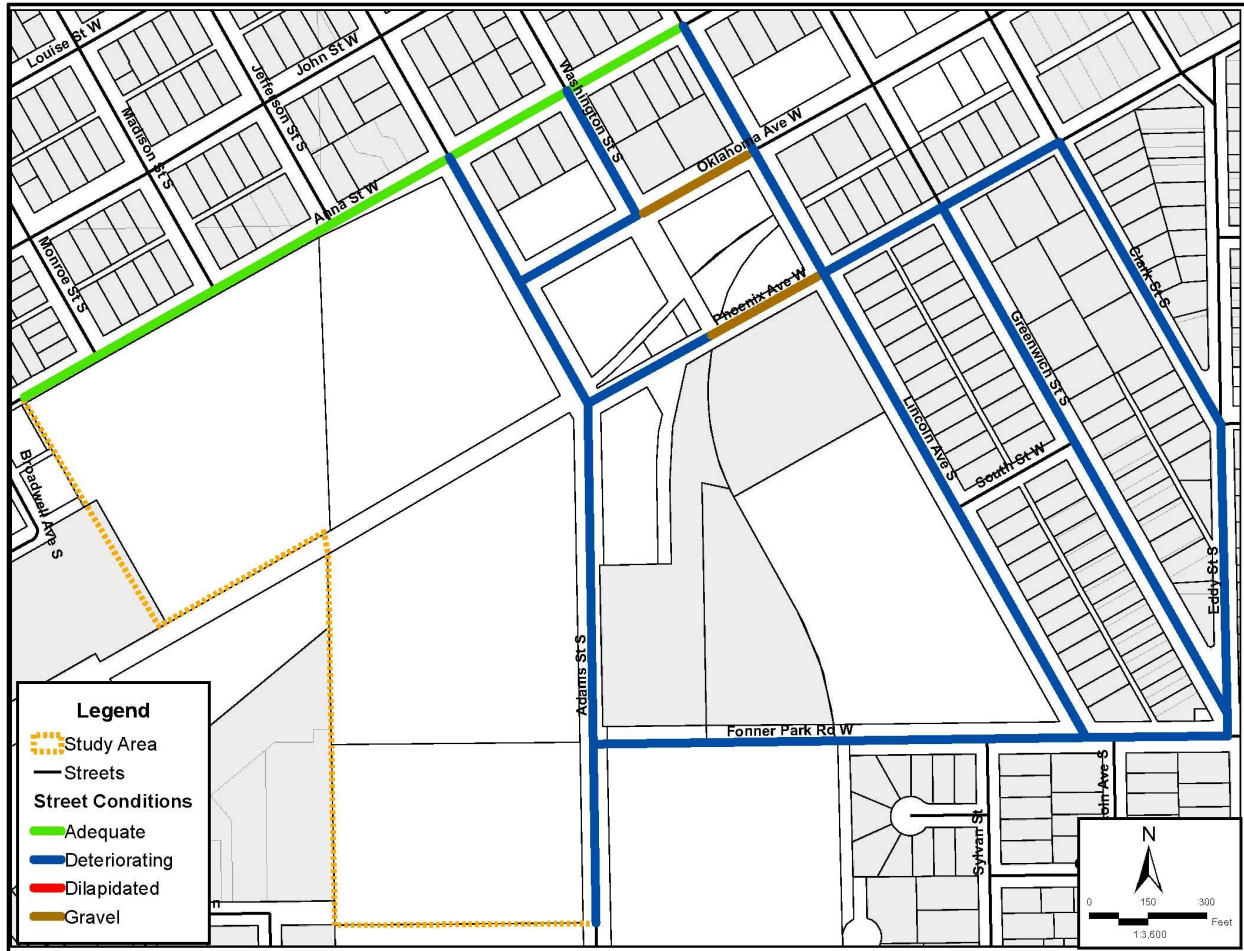 Louise St W
John St W
Jefferson St S
Madison St S
Monroe St S
Washington St S
Oklahoma Ave W
Anna St W
Phoenix Ave W
Clark St S
Greenwich St S
Lincoln Ave S
South St W
Broadwell Ave S
Eddy St S
Adams St S
Fonner Park Rd W
Sylvan St
coln Ave S
n
Legend
Study Area
Streets
Street Conditions
Adequate
Deteriorating
Dilapidated
Gravel
N
0 150 300
Feet
1:3,600